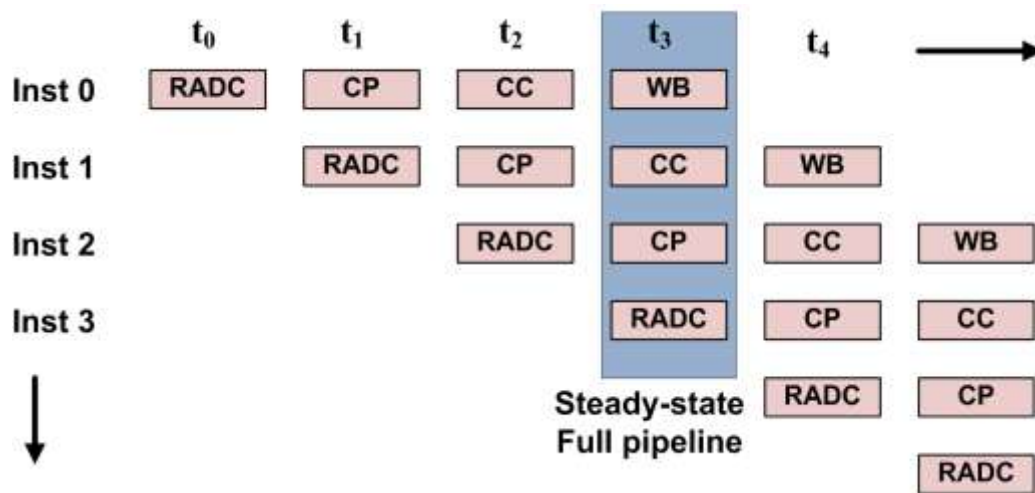 t₀ t₁ t₂ t₃ t₄
Inst 0 RADC CP CC WB
Inst 1 RADC CP CC WB
Inst 2 RADC CP CC WB
Inst 3 RADC CP CC
Steady-state RADC CP
Full pipeline
RADC